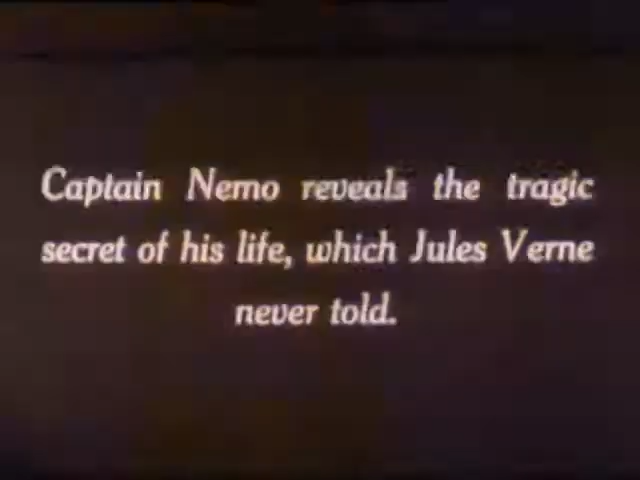 Captain Nemo reveals the tragic
secret of his life, which Jules Verne
never told.